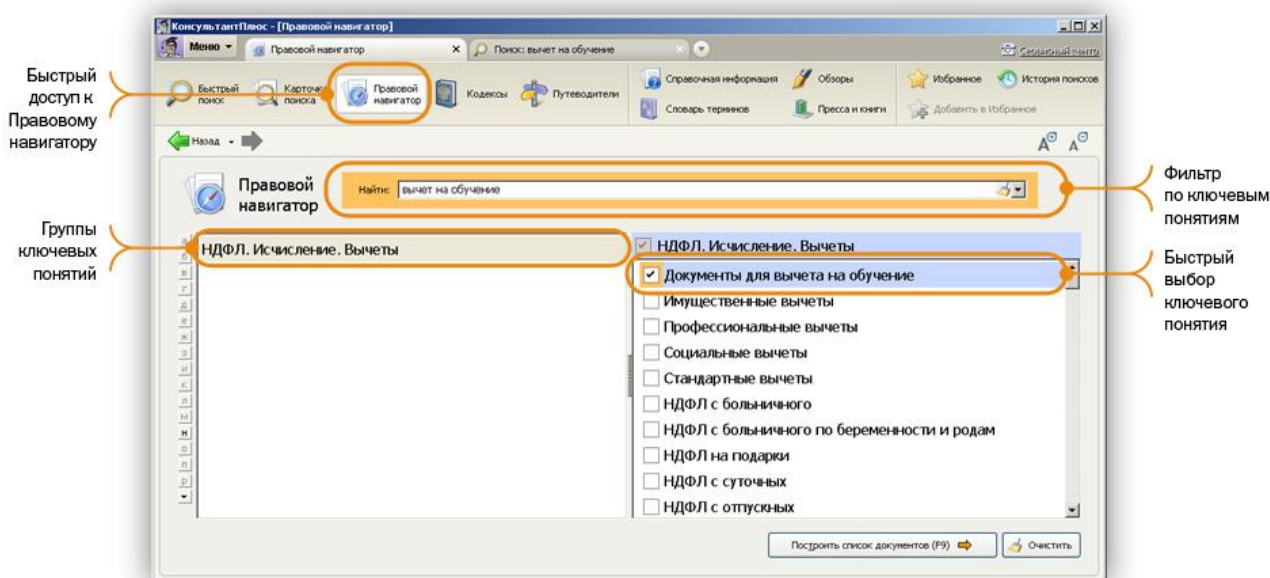 КонсультантПлюс - [Правовой навигатор]
Меню
Правовой навигатор
Поиск: вычет на обучение
Сервисный центр
Быстрый
доступ к
Правовому
навигатору
Быстрый
поиск
Карточка
поиска
Правовой
навигатор
Кодексы
Путеводители
Справочная информация
Словарь терминов
Обзоры
Пресса и книги
Избранное
Добавить в Избранное
История поисков
Назад
Правовой
навигатор
Найти: вычет на обучение
Фильтр
по ключевым
понятиям
Группы
ключевых
понятий
НДФЛ. Исчисление. Вычеты
а
б
в
г
д
е
ж
з
и
к
л
м
н
о
п
р
НДФЛ. Исчисление. Вычеты
Документы для вычета на обучение
Имущественные вычеты
Профессиональные вычеты
Социальные вычеты
Стандартные вычеты
НДФЛ с больничного
НДФЛ с больничного по беременности и родам
НДФЛ на подарки
НДФЛ с суточных
НДФЛ с отпускных
Быстрый
выбор
ключевого
понятия
Построить список документов (F9)
Очистить